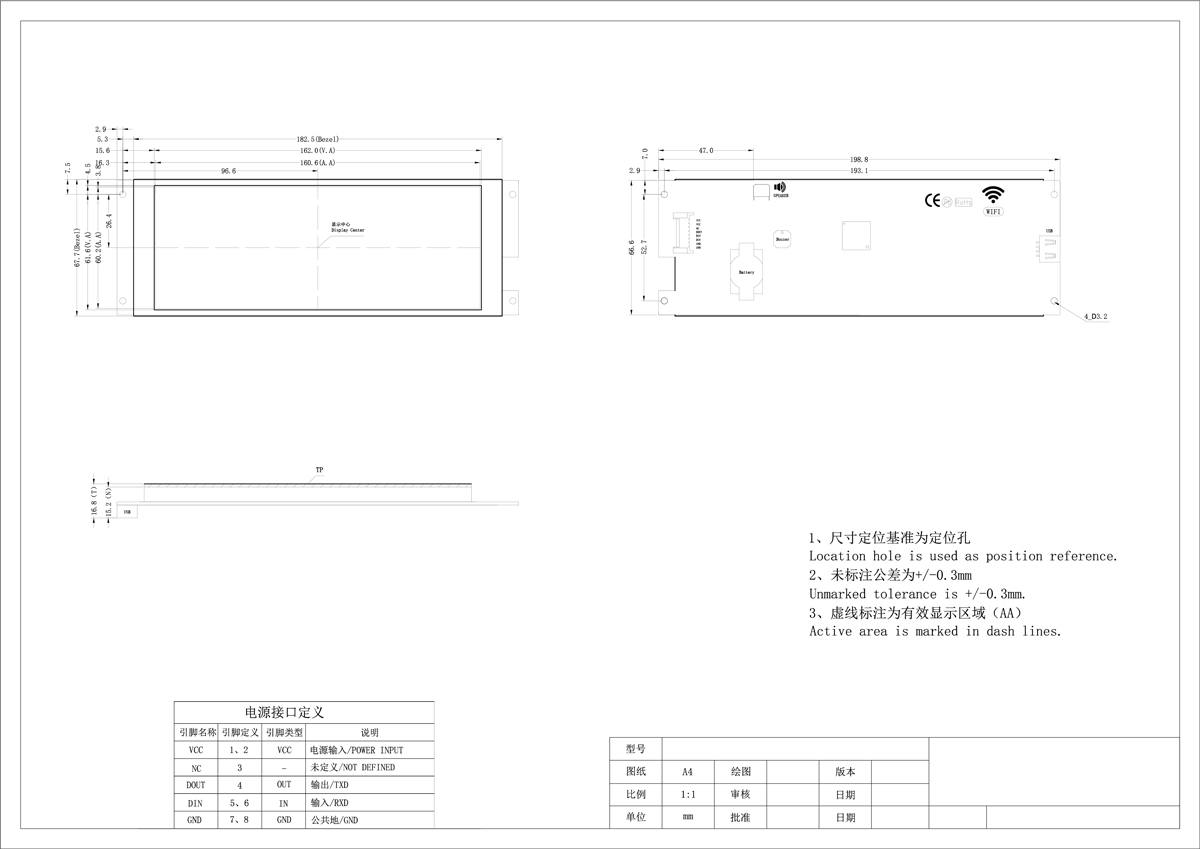 2.9
5.3
182.5(Bezel)
15.6
162.0(V.A)
160.6(A.A)
96.6
7.5
4.5
3.8
26.4
67.7(Bezel)
61.6(V.A)
60.2(A.A)
显示中心
Display Center
7.0
47.0
198.8
2.9
193.1
66.6
52.7
SPEAKER
Buzzer
Battery
CE
RoHS
WIFI
USB
4_D3.2
TP
16.8(T)
15.2(N)
USB
1、尺寸定位基准为定位孔
Location hole is used as position reference.
2、未标注公差为+/-0.3mm
Unmarked tolerance is +/-0.3mm.
3、虚线标注为有效显示区域（AA）
Active area is marked in dash lines.
电源接口定义
引脚名称 引脚定义 引脚类型 说明
VCC 1、2 VCC 电源输入/POWER INPUT
NC 3 — 未定义/NOT DEFINED
DOUT 4 OUT 输出/TXD
DIN 5、6 IN 输入/RXD
GND 7、8 GND 公共地/GND
型号
图纸 A4 绘图 版本
比例 1:1 审核 日期
单位 mm 批准 日期